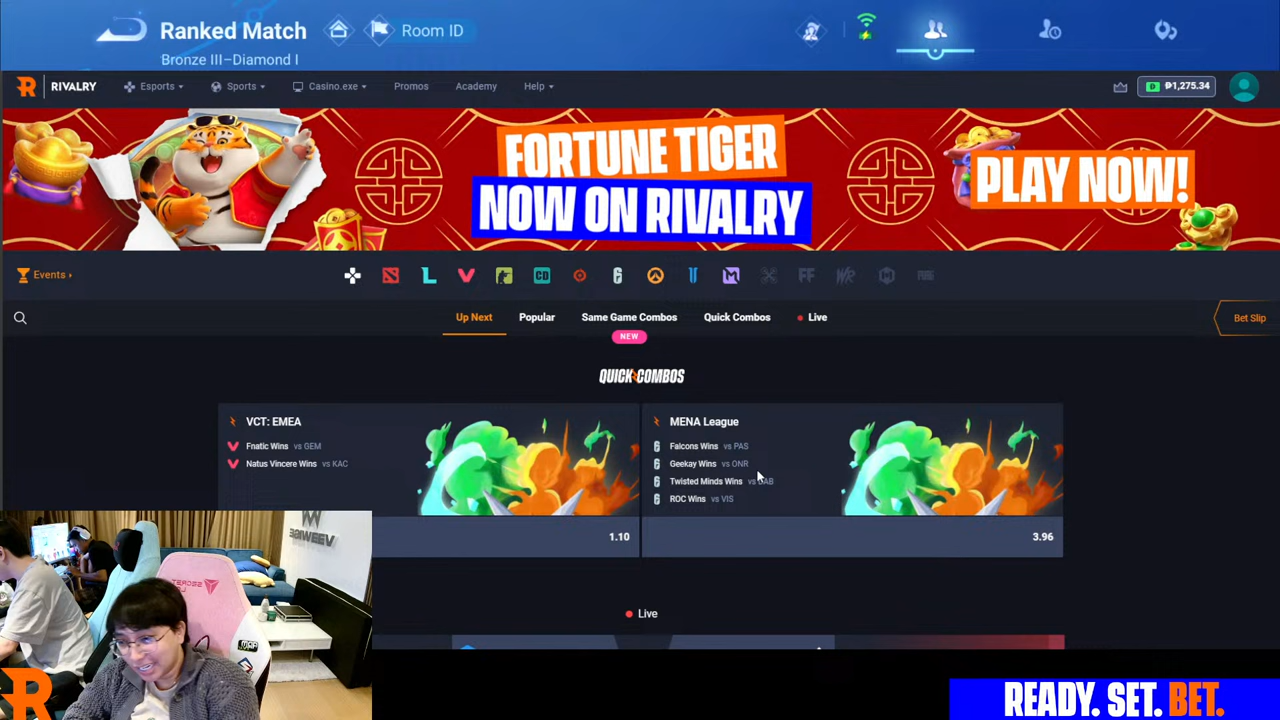 Ranked Match
Room ID
Bronze III–Diamond I
RIVALRY
Esports
Sports
Casino.exe
Promos
Academy
Help
₱1,275.34
FORTUNE TIGER
NOW ON RIVALRY
PLAY NOW!
Events
Up Next
Popular
Same Game Combos
Quick Combos
Live
Bet Slip
NEW
QUICK COMBOS
VCT: EMEA
Fnatic Wins vs GEM
Natus Vincere Wins vs KAC
1.10
MENA League
Falcons Wins vs PAS
Geekay Wins vs ONR
Twisted Minds Wins vs
ROC Wins vs VIS
3.96
Live
READY. SET. BET.